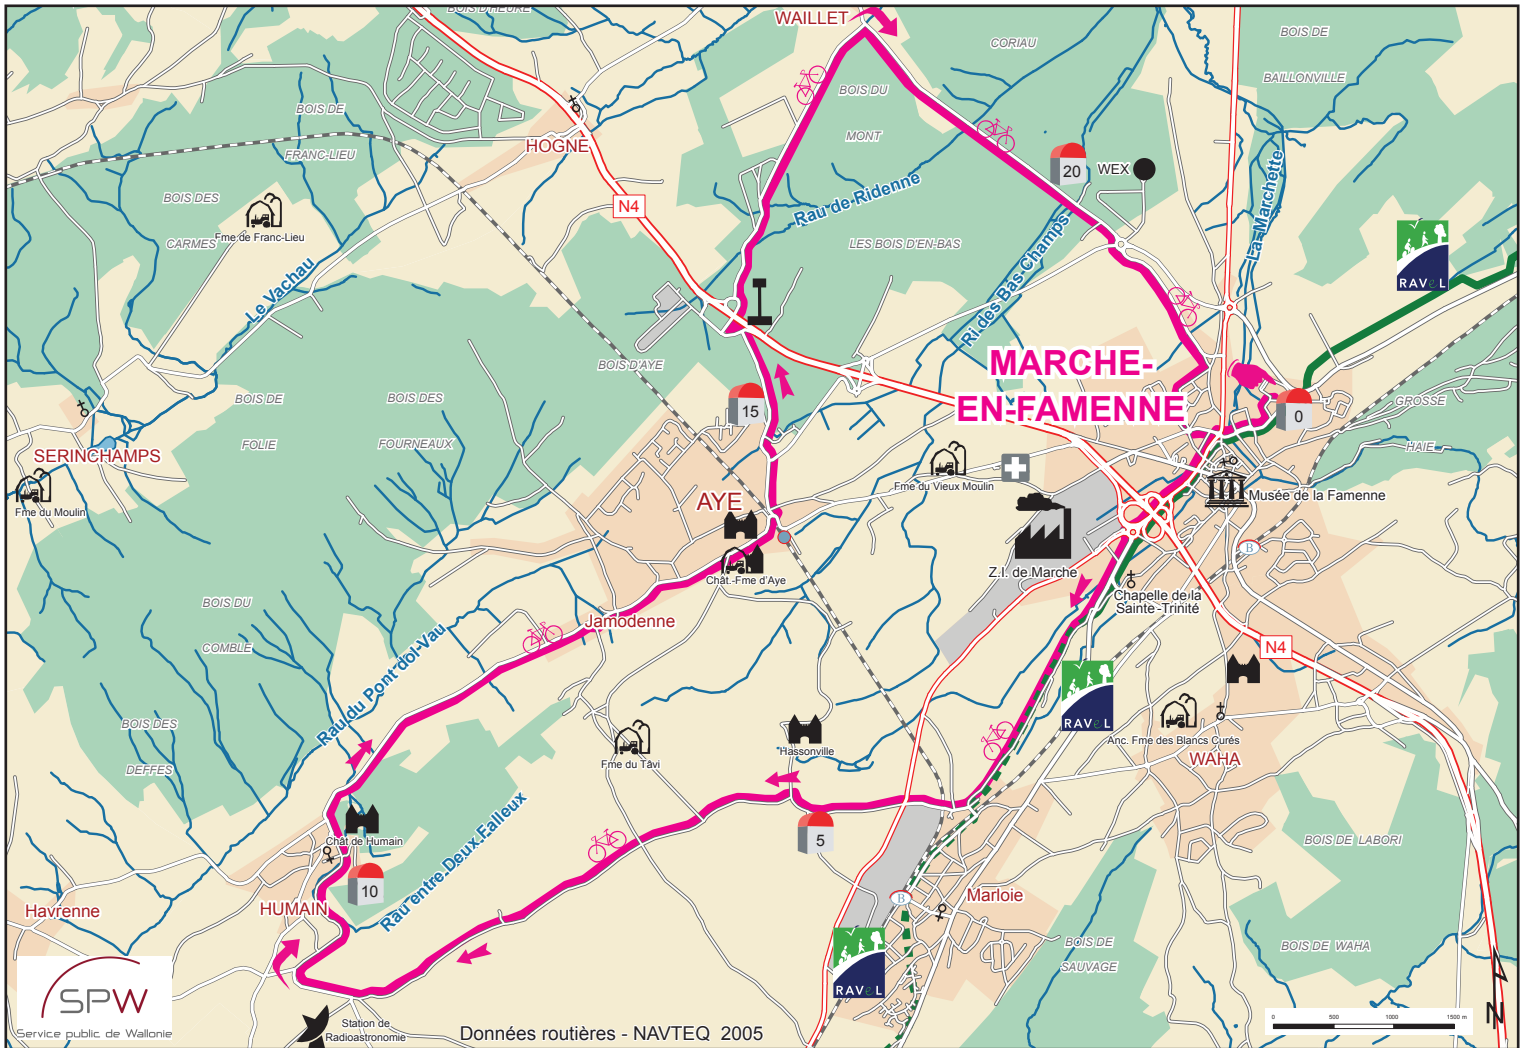 BOIS D'HEURE
WAILLET
CORIAU
BOIS DE
BAILLONVILLE
BOIS DU
MONT
BOIS DE
FRANC-LIEU
HOGNE
20
WEX
La Marchette
BOIS DES
CARMES
Fme de Franc-Lieu
N4
Rau de Ridenne
LES BOIS D'EN-BAS
Ri des Bas Champs
RAVeL
Le Vachau
BOIS D'AYE
MARCHE-
EN-FAMENNE
15
0
GROSSE
HAIE
BOIS DE
FOLIE
BOIS DES
FOURNEAUX
SERINCHAMPS
Fme du Moulin
Fme du Vieux Moulin
Musée de la Famenne
AYE
Chât.-Fme d'Aye
B
Z.I. de Marche
Chapelle de la
Sainte-Trinité
BOIS DU
COMBLE
Jamodenne
Rau du Pont dol Vau
N4
RAVeL
BOIS DES
DEFFES
Fme du Tâvi
Hassonville
Anc. Fme des Blancs Curés
WAHA
Rau entre Deux Falleux
5
Chât de Humain
10
BOIS DE LABORI
Havrenne
HUMAIN
B
Marloie
BOIS DE
SAUVAGE
BOIS DE WAHA
RAVeL
SPW
Service public de Wallonie
Station de
Radioastronomie
Données routières - NAVTEQ 2005
0 500 1000 1500 m
N